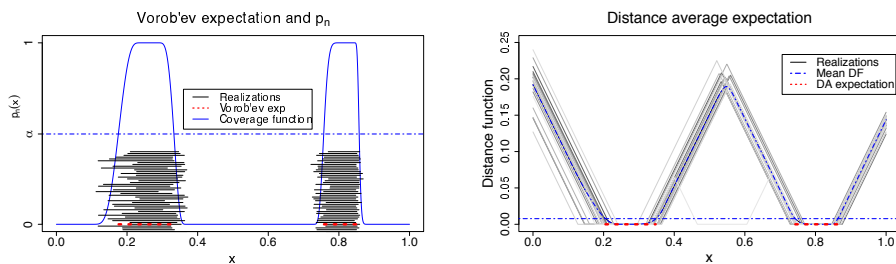 Vorob'ev expectation and pn
1
α
0
pn(x)
Realizations
Vorob'ev exp
Coverage function
0.0 0.2 0.4 0.6 0.8 1.0
x
Distance average expectation
0.25
0.20
0.15
0.10
0.05
0.00
Distance function
Realizations
Mean DF
DA expectation
0.0 0.2 0.4 0.6 0.8 1.0
x